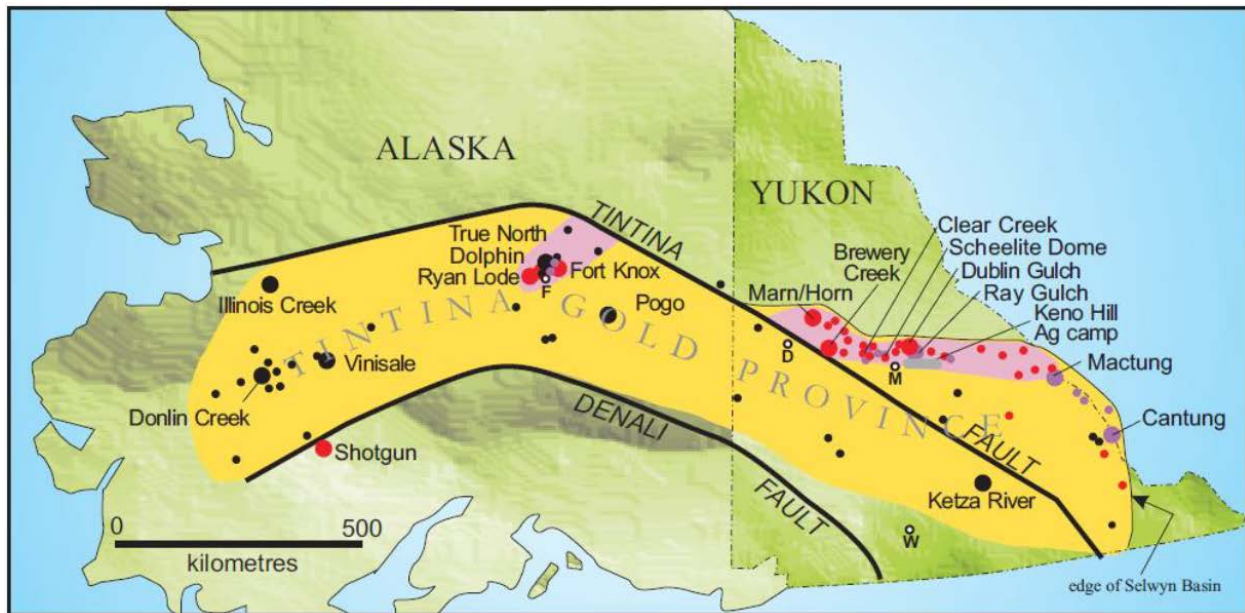 ALASKA
YUKON
TINTINA
FAULT
True North
Dolphin
Ryan Lode
Fort Knox
F
Illinois Creek
Pogo
TINTINA GOLD PROVINCE
Vinisale
Donlin Creek
Shotgun
DENALI
FAULT
Clear Creek
Scheelite Dome
Brewery
Creek
Dublin Gulch
Ray Gulch
Marn/Horn
Keno Hill
Ag camp
Mactung
D
M
Cantung
Ketza River
W
0
500
kilometres
edge of Selwyn Basin